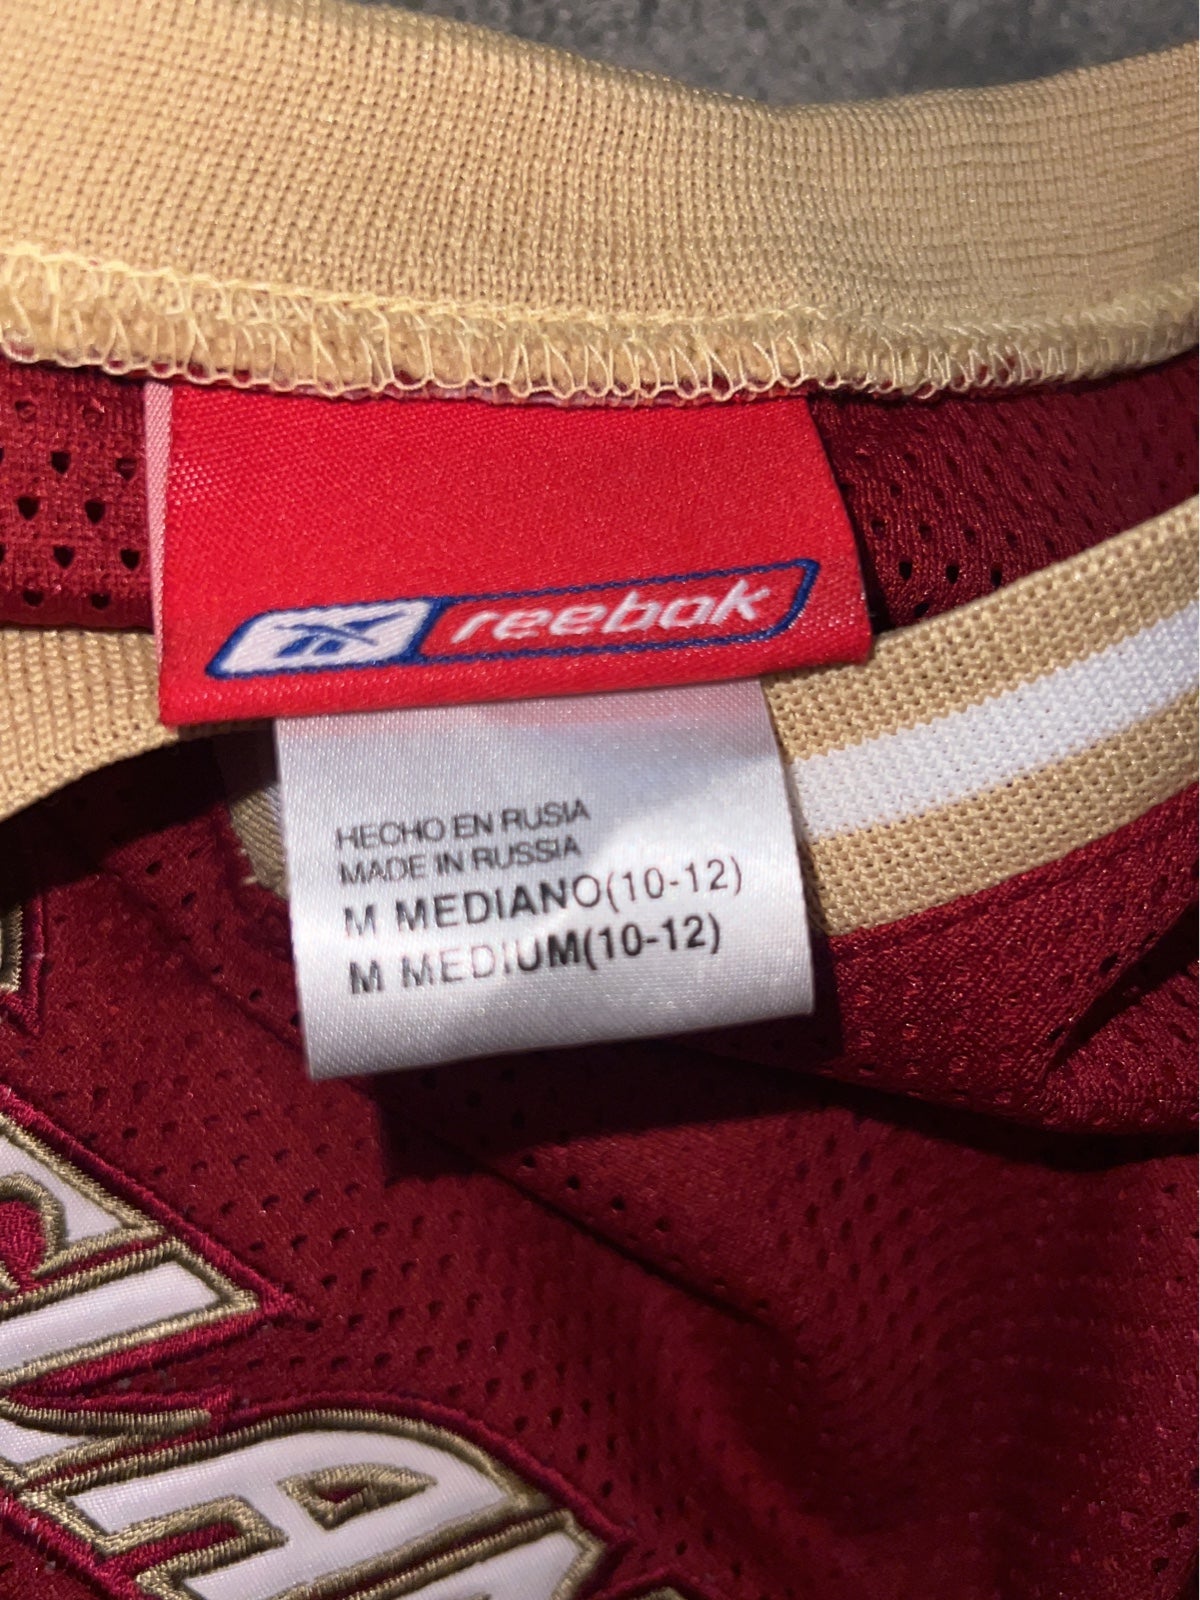 reebok
HECHO EN RUSIA
MADE IN RUSSIA
M MEDIANO(10-12)
M MEDIUM(10-12)